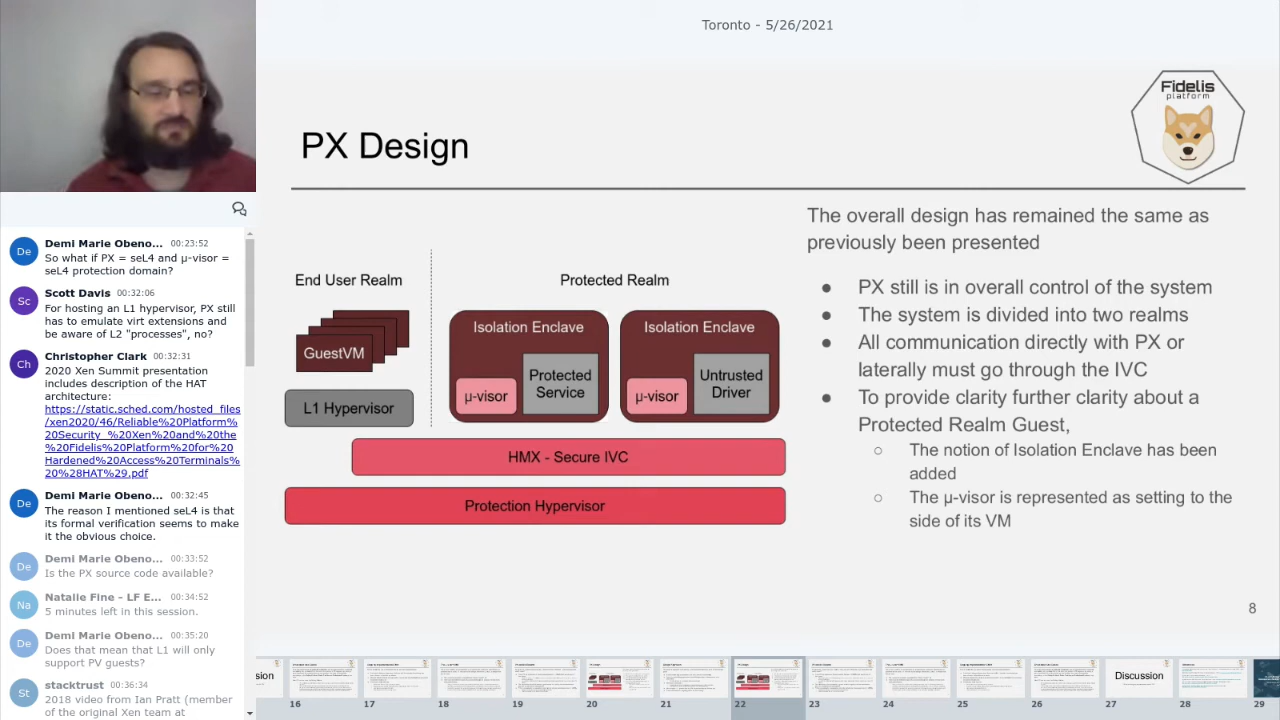 Toronto - 5/26/2021
Fidelis
platform
PX Design
The overall design has remained the same as
previously been presented
● PX still is in overall control of the system
● The system is divided into two realms
● All communication directly with PX or
laterally must go through the IVC
● To provide clarity further clarity about a
Protected Realm Guest,
○ The notion of Isolation Enclave has been
added
○ The μ-visor is represented as setting to the
side of its VM
End User Realm
Protected Realm
GuestVM
L1 Hypervisor
Isolation Enclave
μ-visor
Protected
Service
Isolation Enclave
μ-visor
Untrusted
Driver
HMX - Secure IVC
Protection Hypervisor
8
De
Demi Marie Obeno... 00:23:52
So what if PX = seL4 and μ-visor =
seL4 protection domain?
Sc
Scott Davis 00:32:06
For hosting an L1 hypervisor, PX still
has to emulate virt extensions and
be aware of L2 "processes", no?
Ch
Christopher Clark 00:32:31
2020 Xen Summit presentation
includes description of the HAT
architecture:
https://static.sched.com/hosted_files
/xen2020/46/Reliable%20Platform%
20Security_%20Xen%20and%20the
%20Fidelis%20Platform%20for%20
Hardened%20Access%20Terminals%
20%28HAT%29.pdf
De
Demi Marie Obeno... 00:32:45
The reason I mentioned seL4 is that
its formal verification seems to make
it the obvious choice.
De
Demi Marie Obeno... 00:33:52
Is the PX source code available?
Na
Natalie Fine – LF E... 00:34:52
5 minutes left in this session.
De
Demi Marie Obeno... 00:35:20
Does that mean that L1 will only
support PV guests?
St
stacktrust 00:36:34
2018 video from Ian Pratt (member
of the original Xen team at
Discussion
16 17 18 19 20 21 22 23 24 25 26 27 28 29